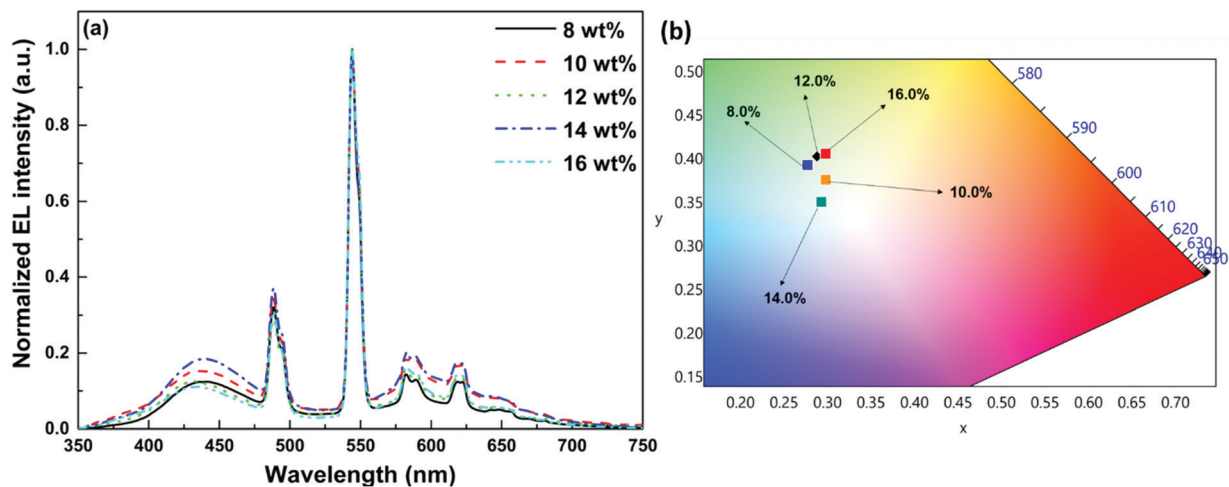 (a)
8 wt%
10 wt%
12 wt%
14 wt%
16 wt%
Normalized EL intensity (a.u.)
1.0
0.8
0.6
0.4
0.2
0.0
350 400 450 500 550 600 650 700 750
Wavelength (nm)
(b)
0.50
0.45
0.40
0.35
0.30
0.25
0.20
0.15
y
12.0%
16.0%
8.0%
10.0%
14.0%
580
590
600
610
620
630
640
650
0.20 0.25 0.30 0.35 0.40 0.45 0.50 0.55 0.60 0.65 0.70
x